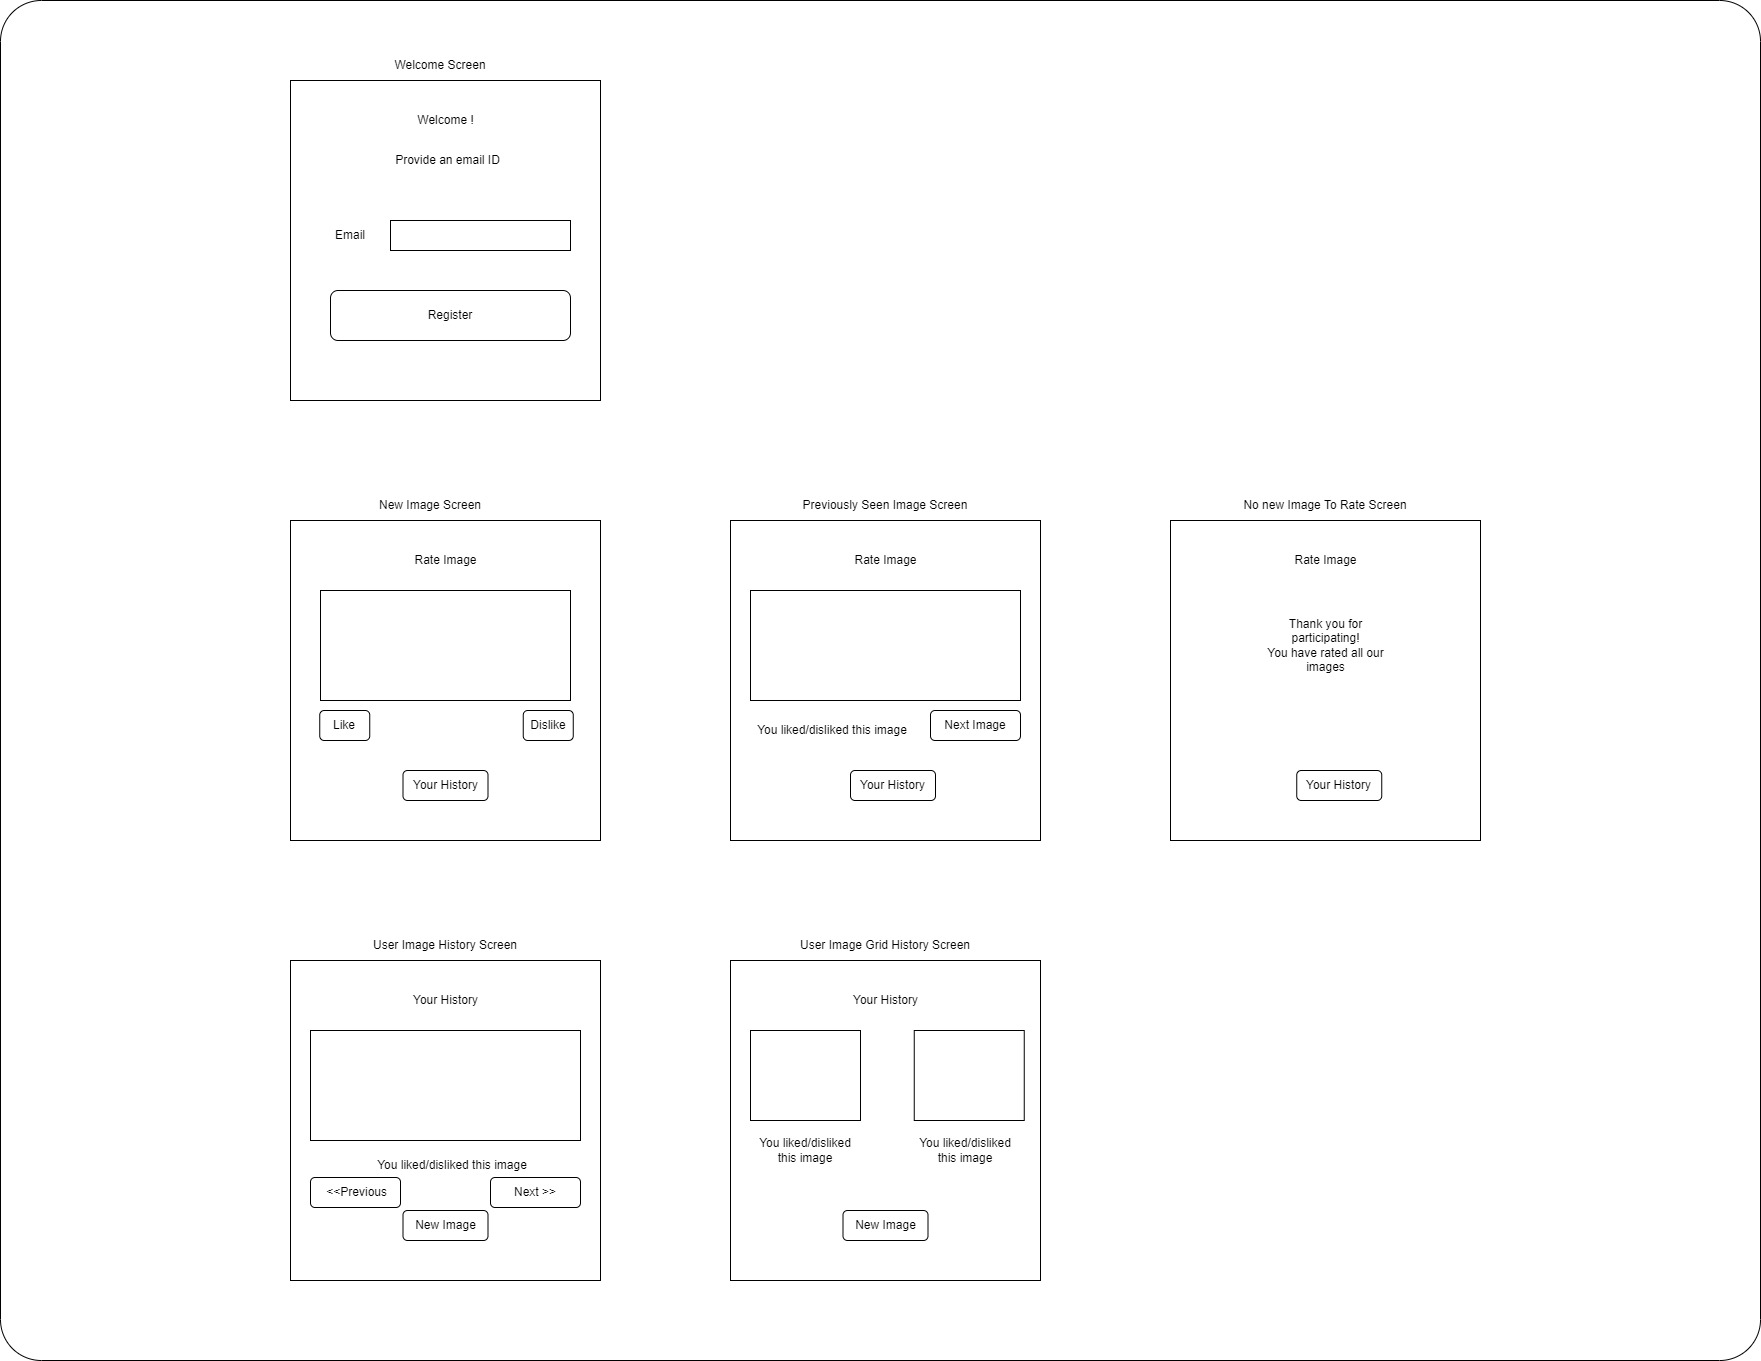 Welcome Screen
Welcome !
Provide an email ID
Email
Register
New Image Screen
Rate Image
Like
Dislike
Your History
Previously Seen Image Screen
Rate Image
You liked/disliked this image
Next Image
Your History
No new Image To Rate Screen
Rate Image
Thank you for
participating!
You have rated all our
images
Your History
User Image History Screen
Your History
You liked/disliked this image
<<Previous
Next >>
New Image
User Image Grid History Screen
Your History
You liked/disliked
this image
You liked/disliked
this image
New Image